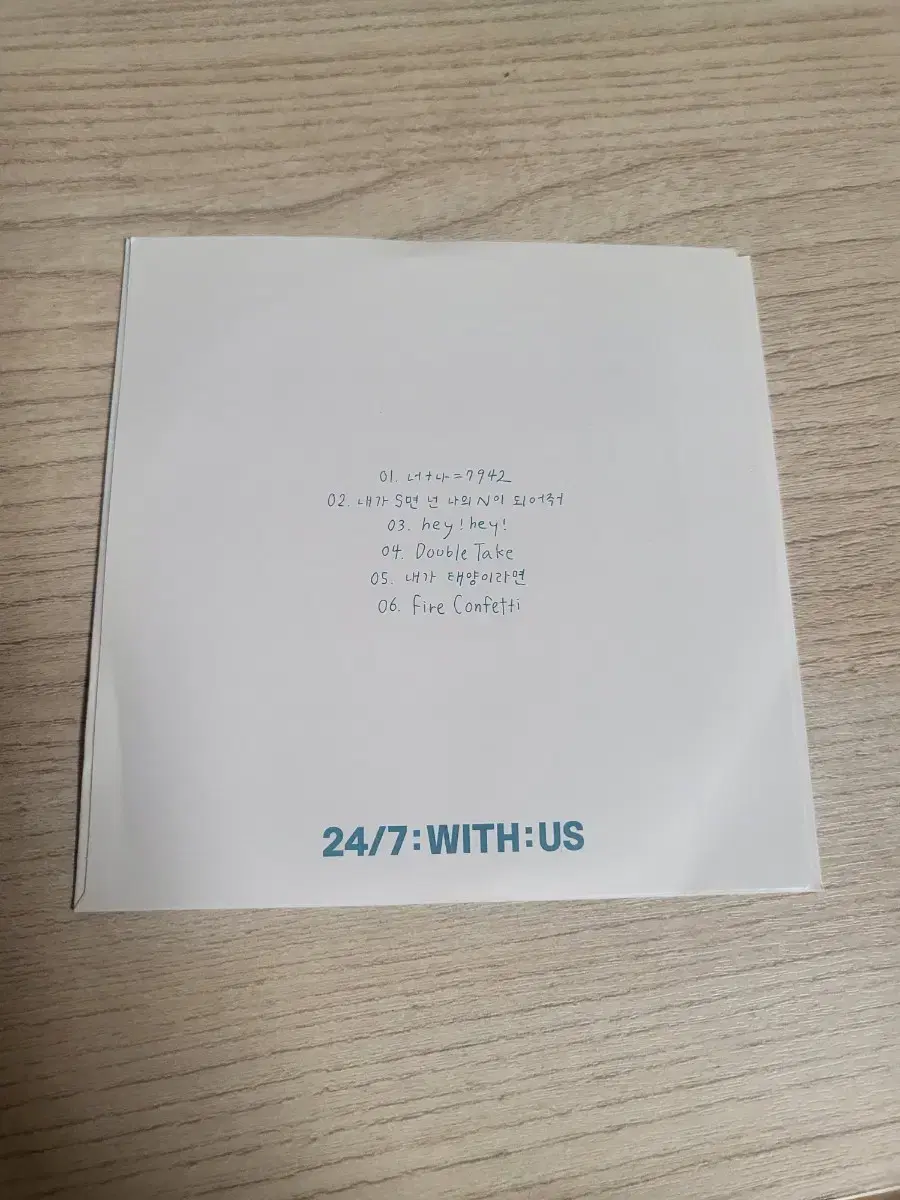 01. 너+나=7942
02. 내가 S면 넌 나의 N이 되어줘
03. hey! hey!
04. Double Take
05. 내가 태양이라면
06. Fire Confetti
24/7:WITH:US